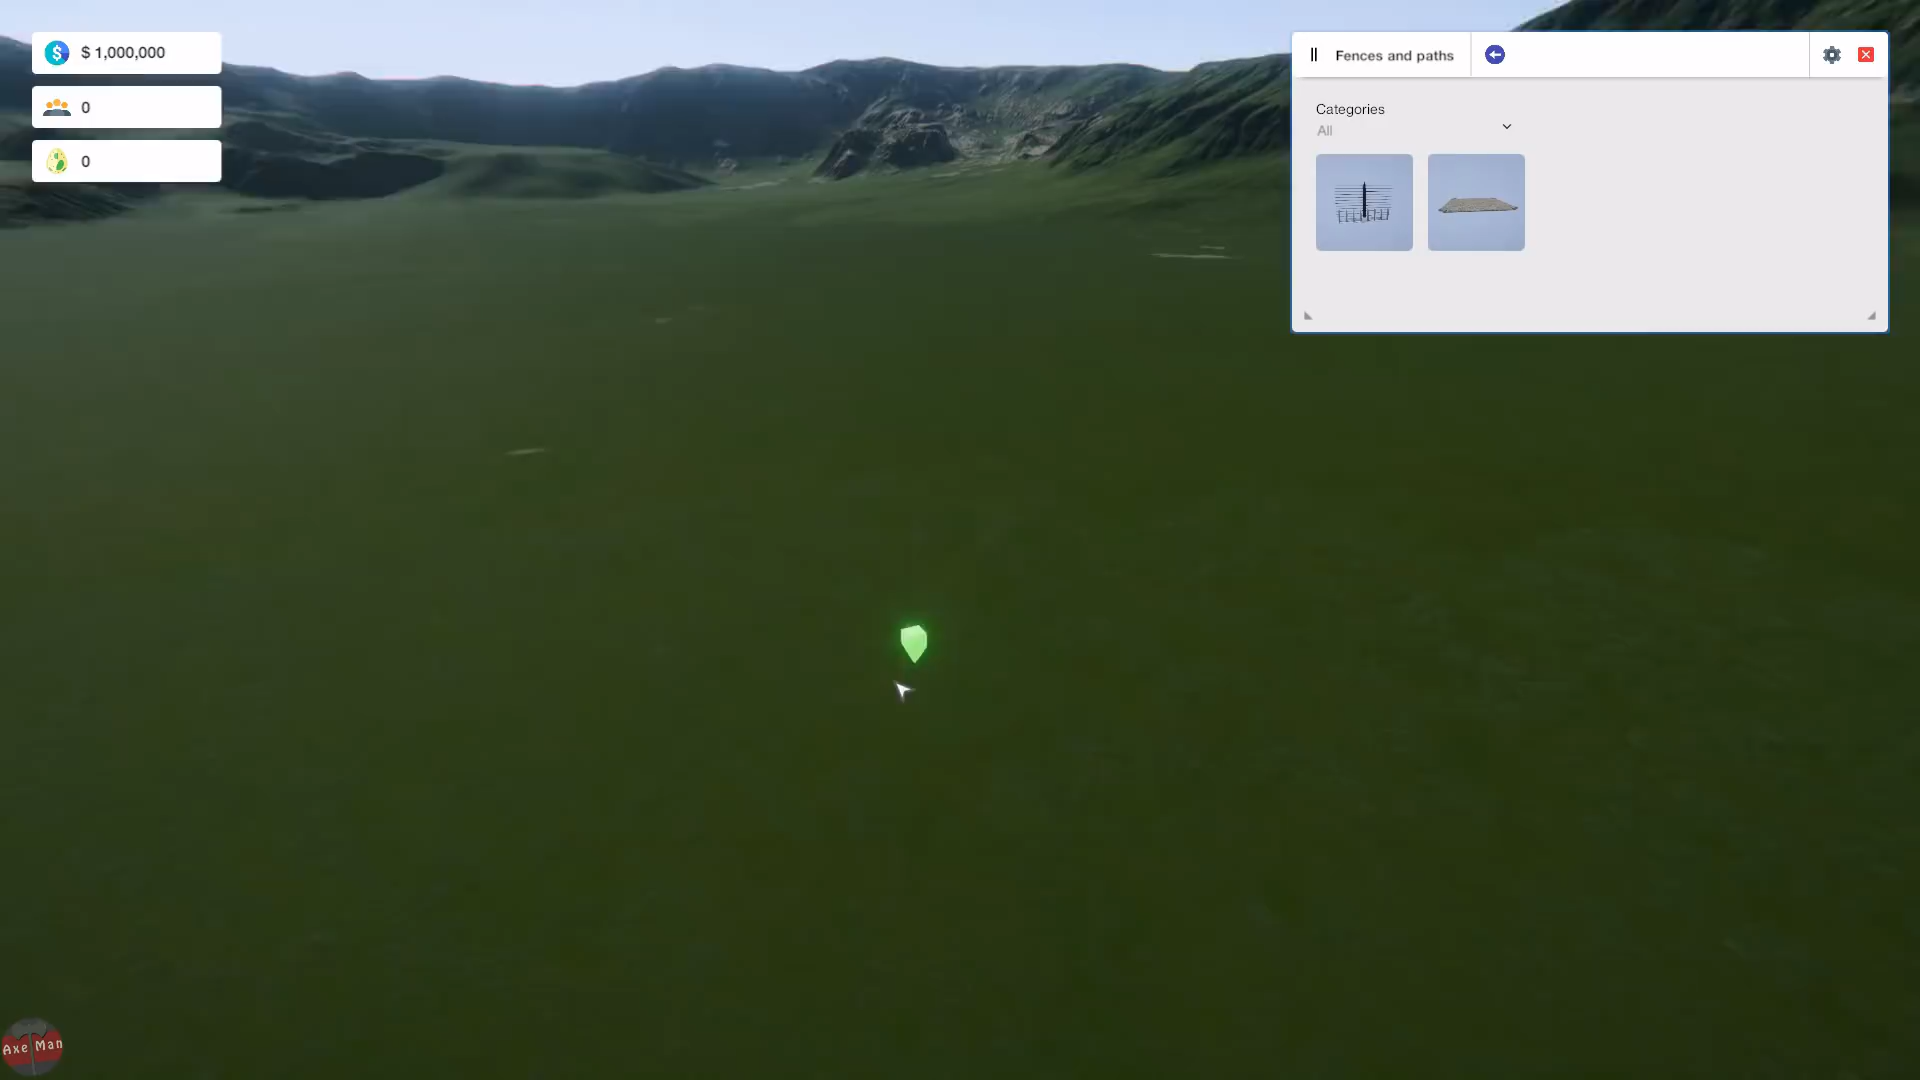 $ 1,000,000
0
0
Fences and paths
Categories
All
Axe Man